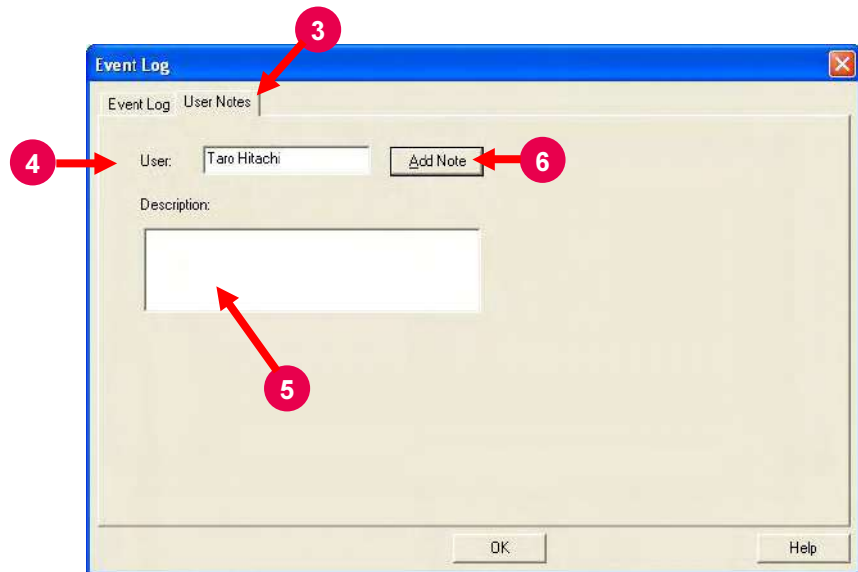 3
Event Log
Event Log User Notes
4 User: Taro Hitachi Add Note 6
Description:
5
OK Help